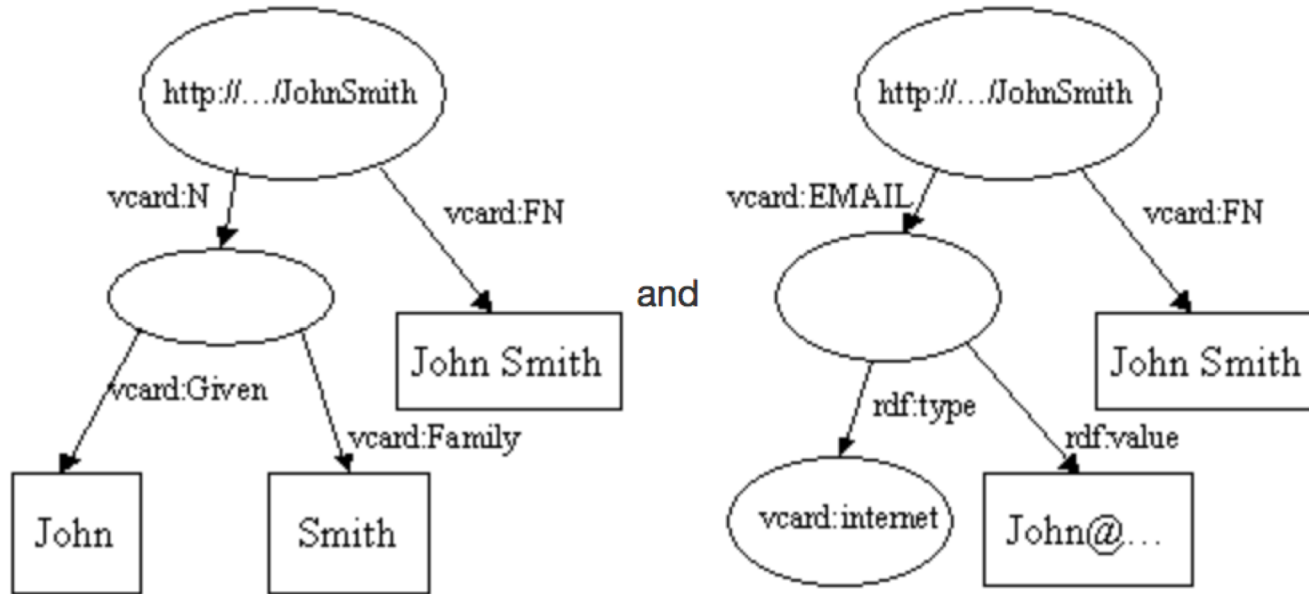 http://.../JohnSmith
http://.../JohnSmith
vcard:N
vcard:FN
vcard:EMAIL
vcard:FN
and
John Smith
John Smith
vcard:Given
rdf:type
vcard:Family
rdf:value
John
Smith
vcard:internet
John@...